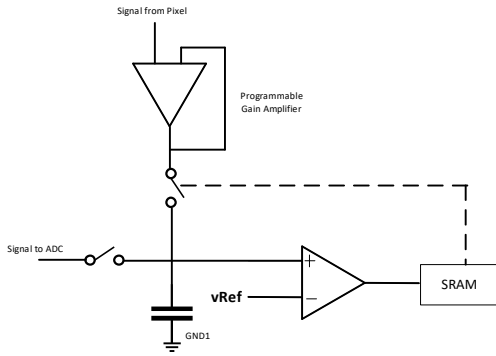 Signal from Pixel
Programmable
Gain Amplifier
Signal to ADC
+
vRef
−
SRAM
GND1